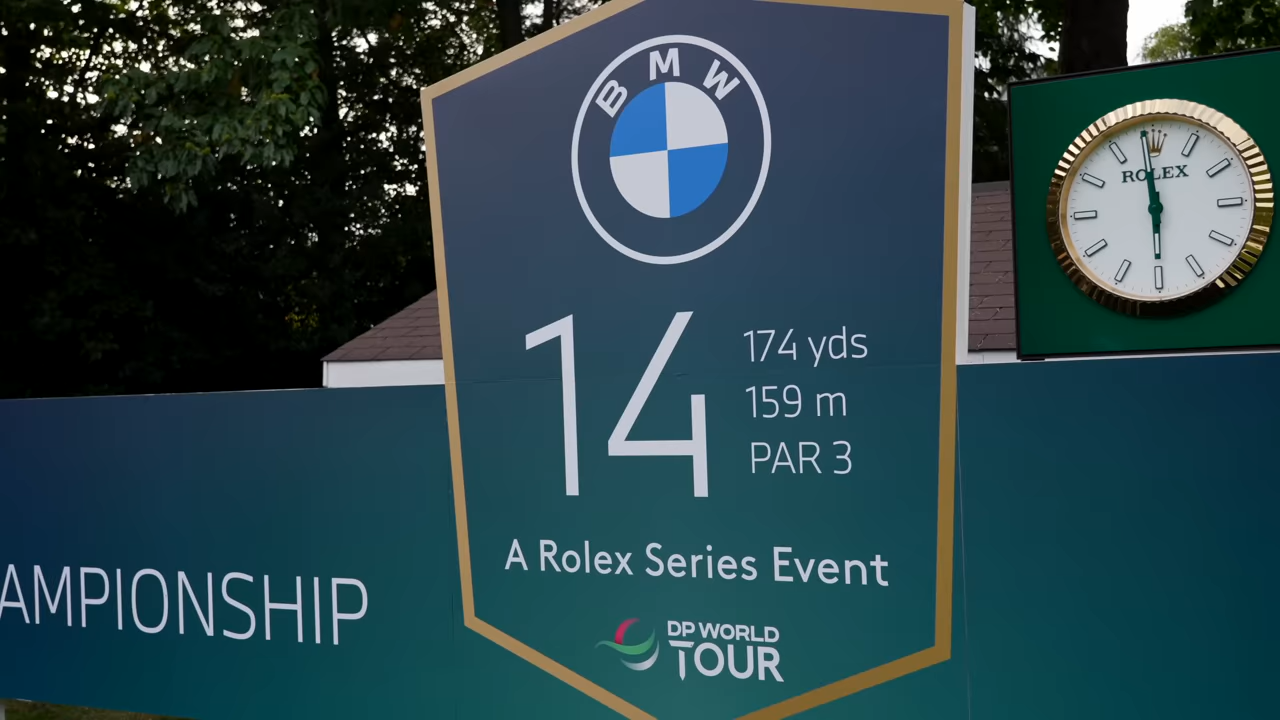 BMW
ROLEX
14
174 yds
159 m
PAR 3
A Rolex Series Event
AMPIONSHIP
DP WORLD
TOUR